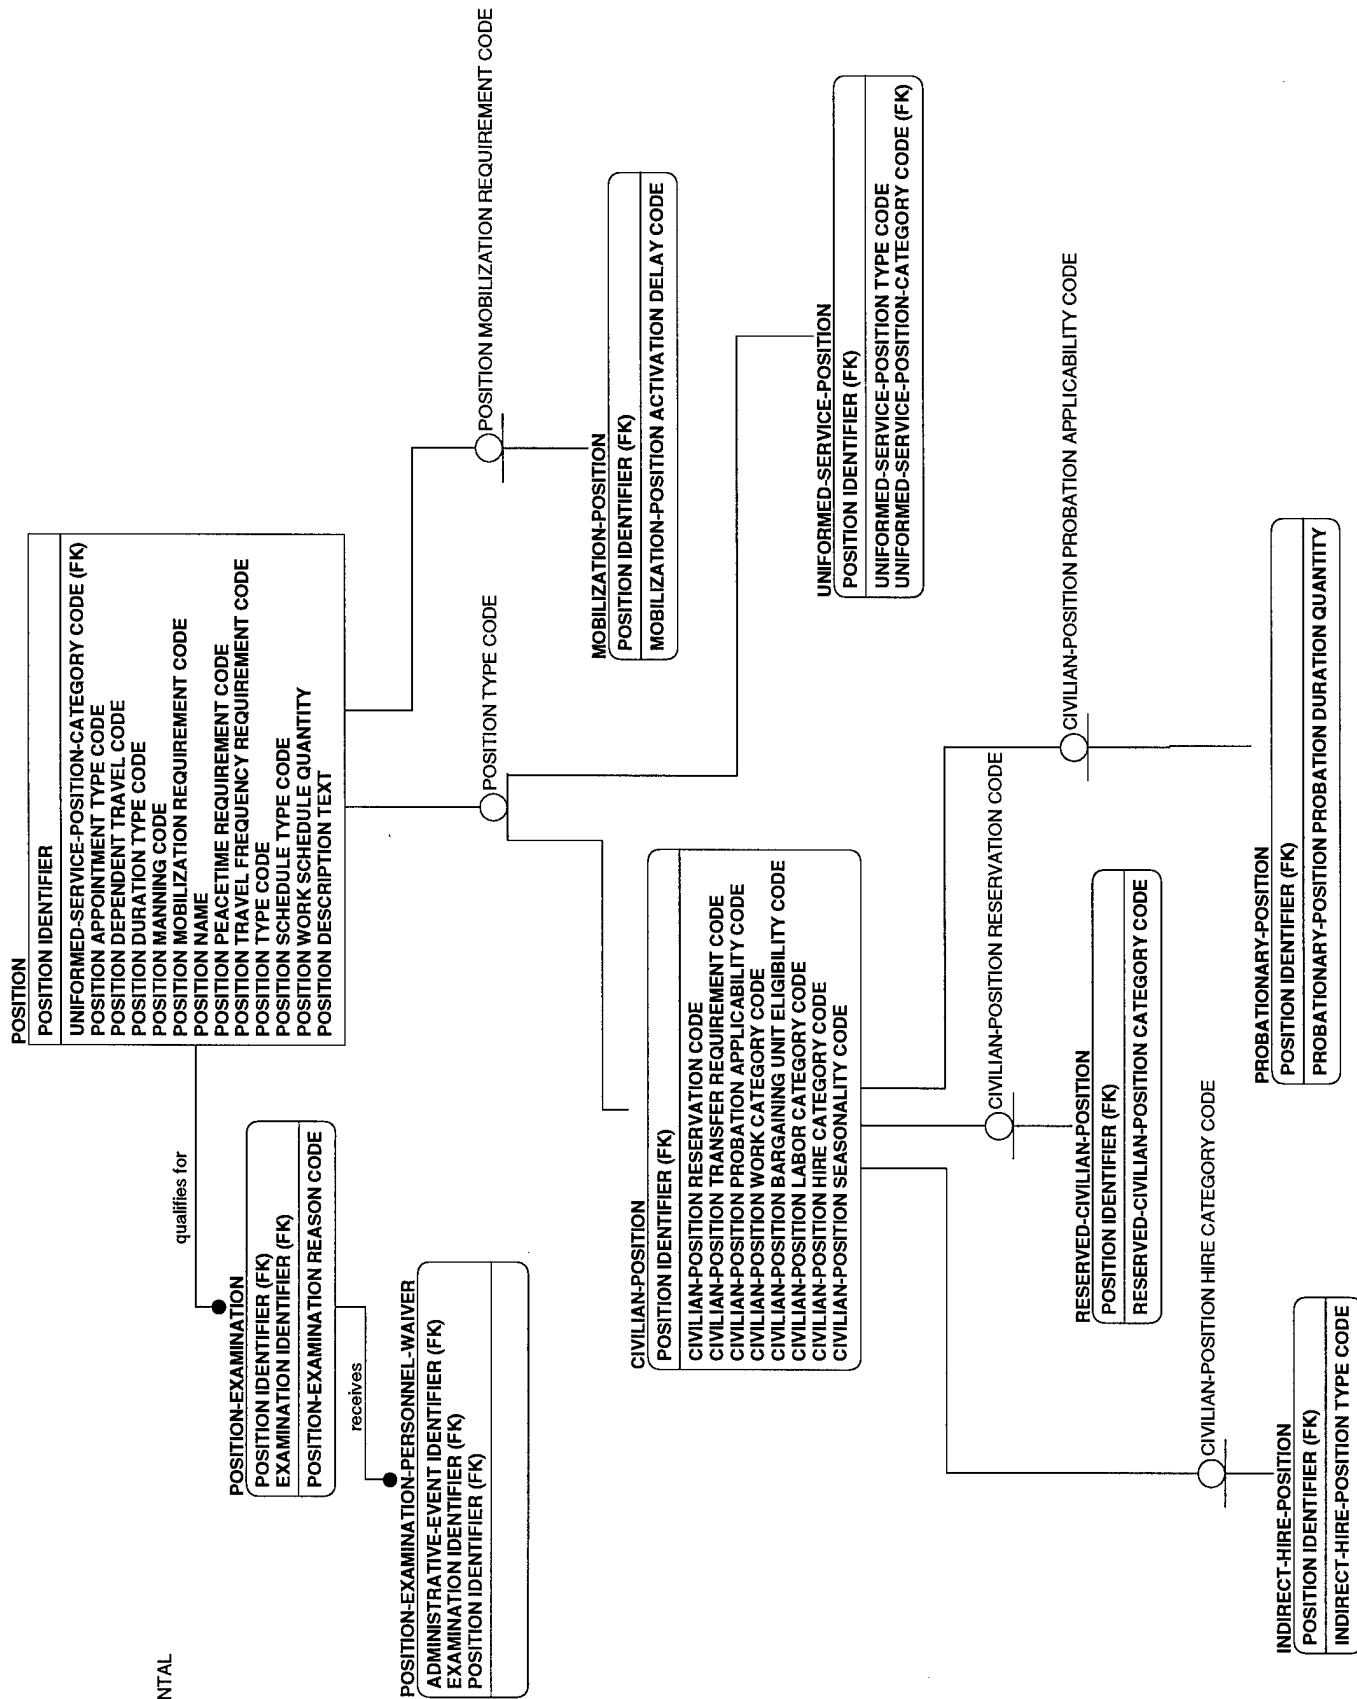 NTAL
POSITION
POSITION IDENTIFIER
UNIFORMED-SERVICE-POSITION-CATEGORY CODE (FK)
POSITION APPOINTMENT TYPE CODE
POSITION DEPENDENT TRAVEL CODE
POSITION DURATION TYPE CODE
POSITION MANNING CODE
POSITION MOBILIZATION REQUIREMENT CODE
POSITION NAME
POSITION PEACETIME REQUIREMENT CODE
POSITION TRAVEL FREQUENCY REQUIREMENT CODE
POSITION TYPE CODE
POSITION SCHEDULE TYPE CODE
POSITION WORK SCHEDULE QUANTITY
POSITION DESCRIPTION TEXT
qualifies for
POSITION-EXAMINATION
POSITION IDENTIFIER (FK)
EXAMINATION IDENTIFIER (FK)
POSITION-EXAMINATION REASON CODE
receives
POSITION-EXAMINATION-PERSONNEL-WAIVER
ADMINISTRATIVE-EVENT IDENTIFIER (FK)
EXAMINATION IDENTIFIER (FK)
POSITION IDENTIFIER (FK)
POSITION TYPE CODE
POSITION MOBILIZATION REQUIREMENT CODE
MOBILIZATION-POSITION
POSITION IDENTIFIER (FK)
MOBILIZATION-POSITION ACTIVATION DELAY CODE
CIVILIAN-POSITION
POSITION IDENTIFIER (FK)
CIVILIAN-POSITION RESERVATION CODE
CIVILIAN-POSITION TRANSFER REQUIREMENT CODE
CIVILIAN-POSITION PROBATION APPLICABILITY CODE
CIVILIAN-POSITION WORK CATEGORY CODE
CIVILIAN-POSITION BARGAINING UNIT ELIGIBILITY CODE
CIVILIAN-POSITION LABOR CATEGORY CODE
CIVILIAN-POSITION HIRE CATEGORY CODE
CIVILIAN-POSITION SEASONALITY CODE
UNIFORMED-SERVICE-POSITION
POSITION IDENTIFIER (FK)
UNIFORMED-SERVICE-POSITION TYPE CODE
UNIFORMED-SERVICE-POSITION-CATEGORY CODE (FK)
CIVILIAN-POSITION HIRE CATEGORY CODE
CIVILIAN-POSITION RESERVATION CODE
CIVILIAN-POSITION PROBATION APPLICABILITY CODE
RESERVED-CIVILIAN-POSITION
POSITION IDENTIFIER (FK)
RESERVED-CIVILIAN-POSITION CATEGORY CODE
INDIRECT-HIRE-POSITION
POSITION IDENTIFIER (FK)
INDIRECT-HIRE-POSITION TYPE CODE
PROBATIONARY-POSITION
POSITION IDENTIFIER (FK)
PROBATIONARY-POSITION PROBATION DURATION QUANTITY